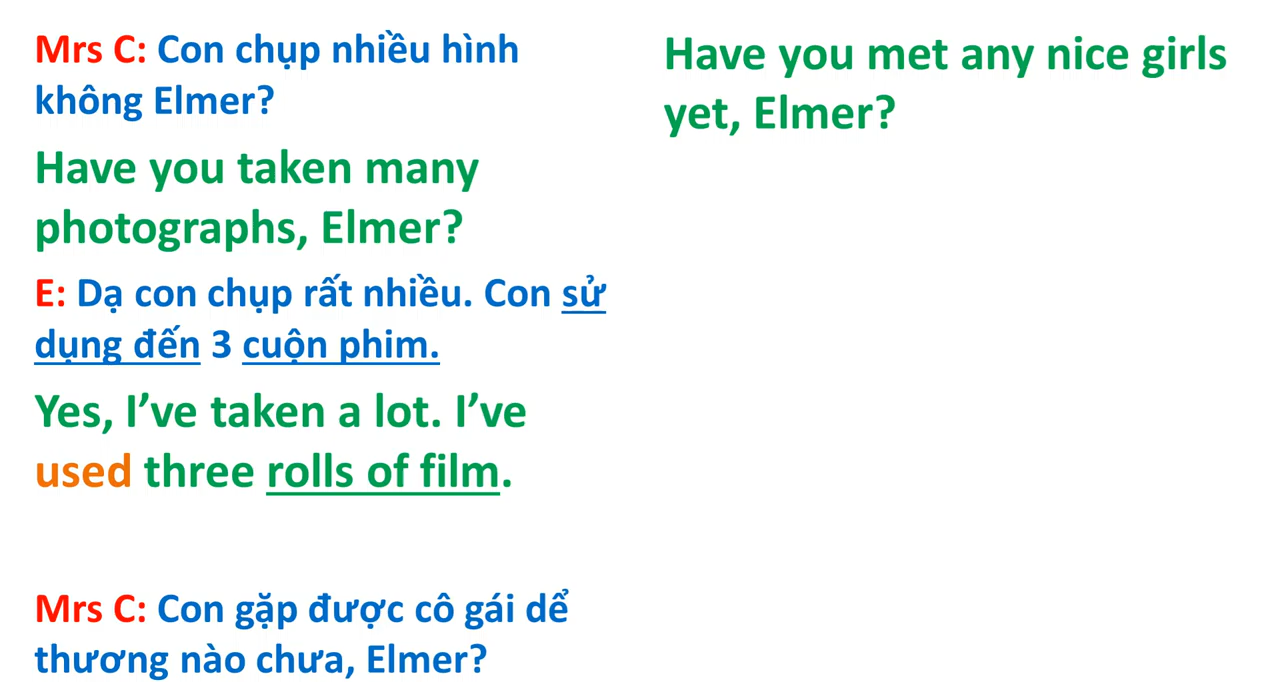 Mrs C: Con chụp nhiều hình
không Elmer?
Have you taken many
photographs, Elmer?
E: Dạ con chụp rất nhiều. Con sử
dụng đến 3 cuộn phim.
Yes, I’ve taken a lot. I’ve
used three rolls of film.
Mrs C: Con gặp được cô gái dể
thương nào chưa, Elmer?
Have you met any nice girls
yet, Elmer?